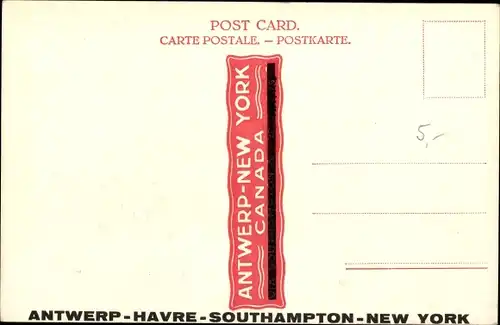 POST CARD.
CARTE POSTALE. – POSTKARTE.
ANTWERP-NEW YORK
CANADA
5,-
ANTWERP-HAVRE-SOUTHAMPTON-NEW YORK